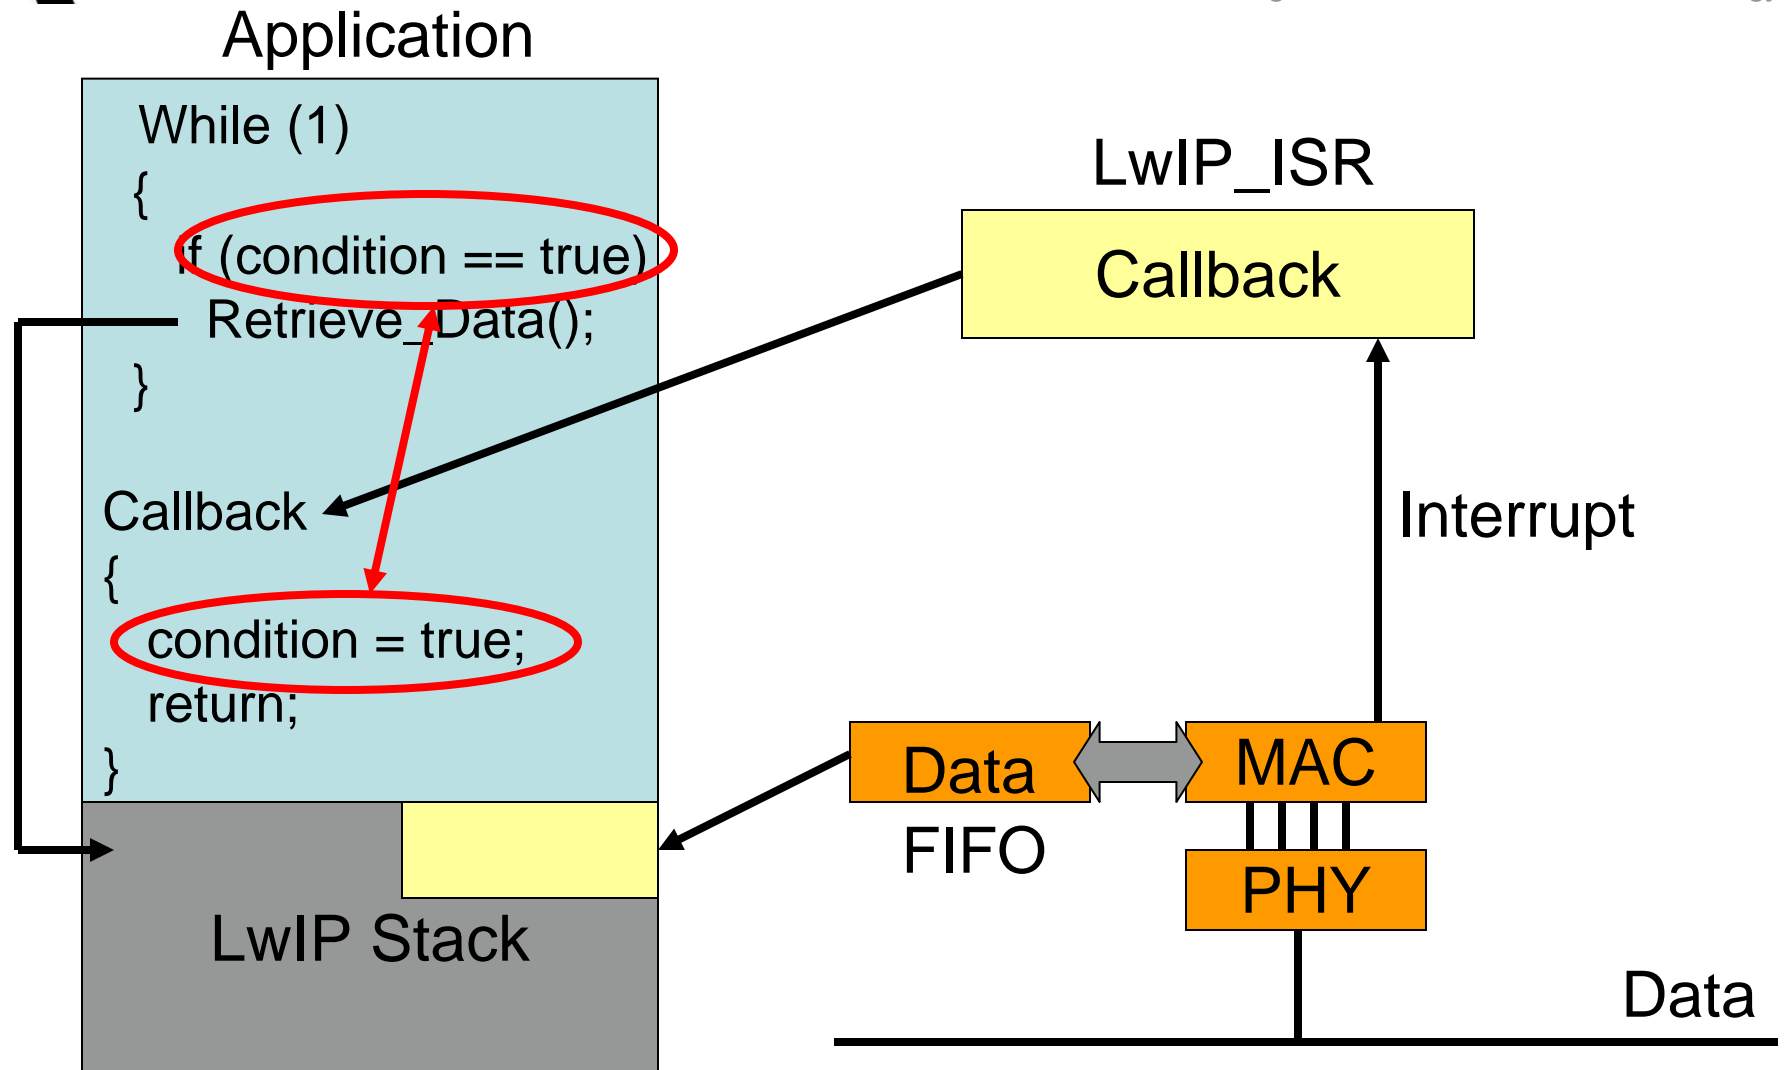 Application
While (1)
{
if (condition == true)
Retrieve_Data();
}
Callback
{
condition = true;
return;
}
LwIP Stack
LwIP_ISR
Callback
Interrupt
Data
FIFO
MAC
PHY
Data